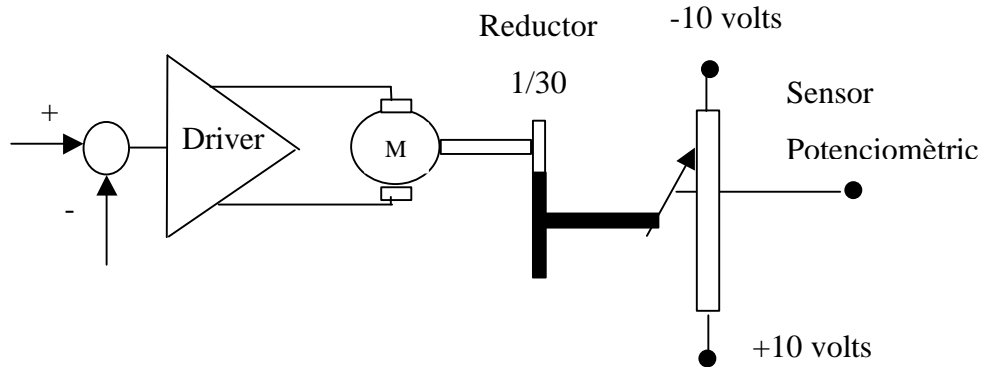 Reductor
1/30
-10 volts
Sensor
Potenciomètric
+
-
Driver
M
+10 volts